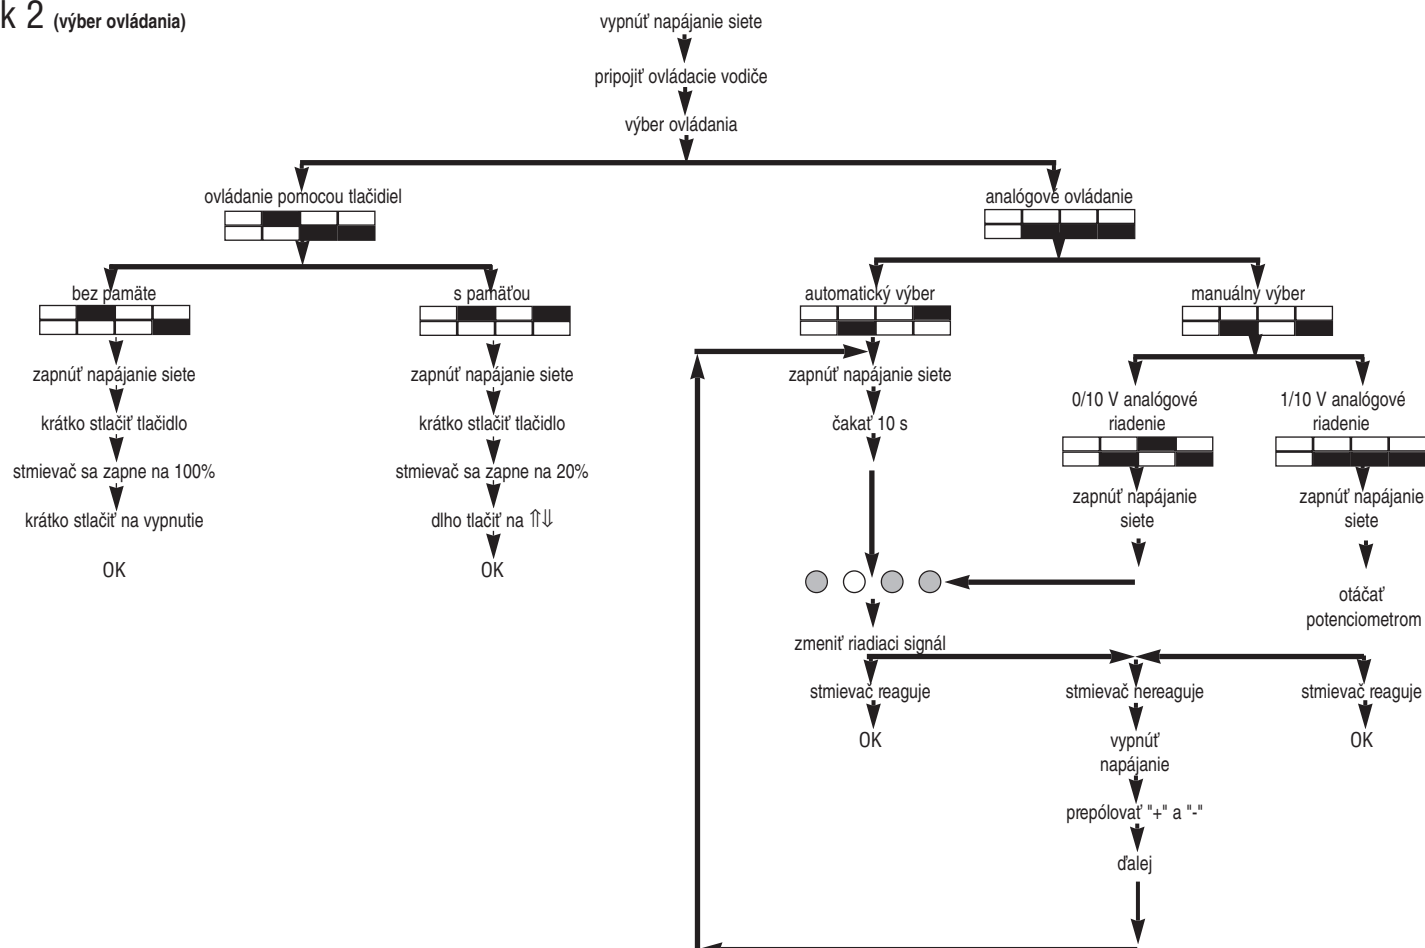 k 2 (výber ovládania)
vypnúť napájanie siete
pripojiť ovládacie vodiče
výber ovládania
ovládanie pomocou tlačidiel
analógové ovládanie
bez pamäte
s pamäťou
automatický výber
manuálny výber
zapnúť napájanie siete
zapnúť napájanie siete
zapnúť napájanie siete
0/10 V analógové
riadenie
1/10 V analógové
riadenie
krátko stlačiť tlačidlo
krátko stlačiť tlačidlo
čakať 10 s
stmievač sa zapne na 100%
stmievač sa zapne na 20%
zapnúť napájanie
siete
zapnúť napájanie
siete
krátko stlačiť na vypnutie
dlho tlačiť na ⇑⇓
OK
OK
otáčať
potenciometrom
zmeniť riadiaci signál
stmievač reaguje
stmievač nereaguje
stmievač reaguje
OK
vypnúť
napájanie
OK
prepólovať "+" a "-"
ďalej